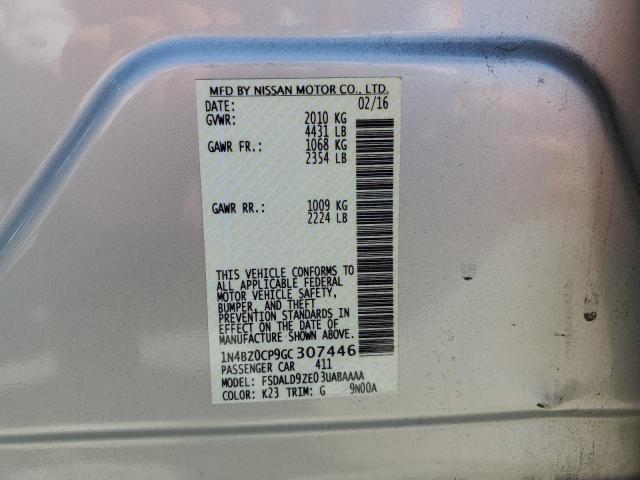 MFD BY NISSAN MOTOR CO., LTD.
DATE: 02/16
GVWR: 2010 KG
4431 LB
GAWR FR.: 1068 KG
2354 LB
GAWR RR.: 1009 KG
2224 LB
THIS VEHICLE CONFORMS TO
ALL APPLICABLE FEDERAL
MOTOR VEHICLE SAFETY,
BUMPER, AND THEFT
PREVENTION STANDARDS IN
EFFECT ON THE DATE OF
MANUFACTURE SHOWN ABOVE.
1N4BZ0CP9GC307446
PASSENGER CAR 411
MODEL: FSDALD9ZE03UABAAAA
COLOR: K23 TRIM: G 9N00A